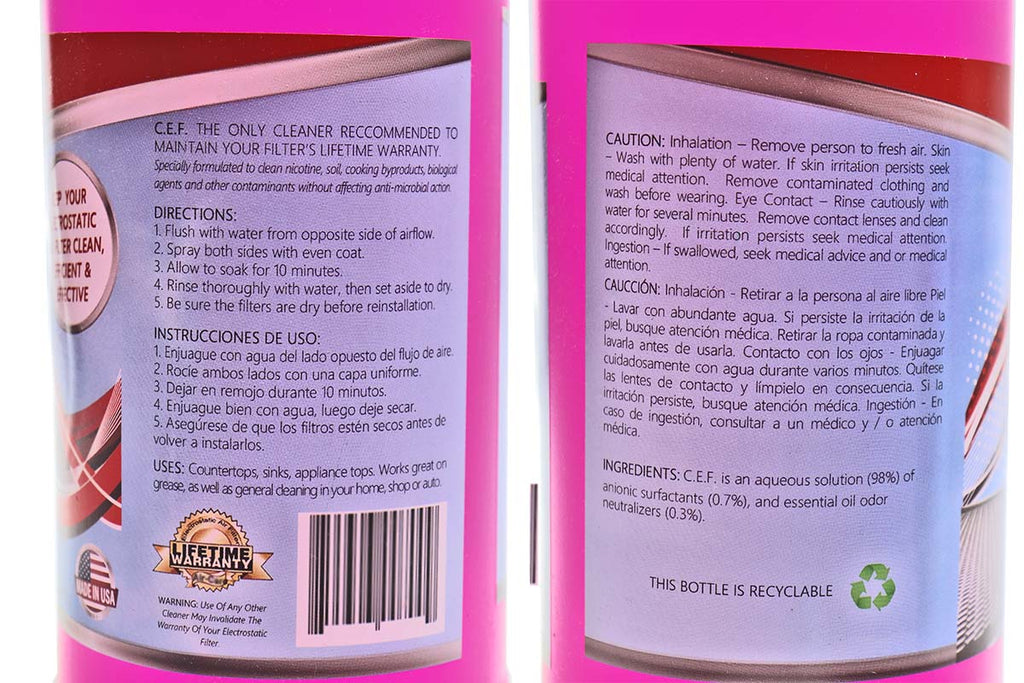 C.E.F. THE ONLY CLEANER RECCOMMENDED TO
MAINTAIN YOUR FILTER'S LIFETIME WARRANTY.
Specially formulated to clean nicotine, soil, cooking byproducts, biological
agents and other contaminants without affecting anti-microbial action.
YOUR
FILTER CLEAN,
&
DIRECTIONS:
1. Flush with water from opposite side of airflow.
2. Spray both sides with even coat.
3. Allow to soak for 10 minutes.
4. Rinse thoroughly with water, then set aside to dry.
5. Be sure the filters are dry before reinstallation.
INSTRUCCIONES DE USO:
1. Enjuague con agua del lado opuesto del flujo de aire.
2. Rocíe ambos lados con una capa uniforme.
3. Dejar en remojo durante 10 minutos.
4. Enjuague bien con agua, luego deje secar.
5. Asegúrese de que los filtros estén secos antes de
volver a instalarlos.
USES: Countertops, sinks, appliance tops. Works great on
grease, as well as general cleaning in your home, shop or auto.
Electrostatic Air Filter
LIFETIME
WARRANTY
MADE IN USA
WARNING: Use Of Any Other
Cleaner May Invalidate The
Warranty Of Your Electrostatic
Filter.
CAUTION: Inhalation – Remove person to fresh air. Skin
– Wash with plenty of water. If skin irritation persists seek
medical attention. Remove contaminated clothing and
wash before wearing. Eye Contact – Rinse cautiously with
water for several minutes. Remove contact lenses and clean
accordingly. If irritation persists seek medical attention.
Ingestion – If swallowed, seek medical advice and or medical
attention.
CAUCCIÓN: Inhalación - Retirar a la persona al aire libre Piel
- Lavar con abundante agua. Si persiste la irritación de la
piel, busque atención médica. Retirar la ropa contaminada y
lavarla antes de usarla. Contacto con los ojos - Enjuagar
cuidadosamente con agua durante varios minutos. Quítese
las lentes de contacto y límpielo en consecuencia. Si la
irritación persiste, busque atención médica. Ingestión - En
caso de ingestión, consultar a un médico y / o atención
médica.
INGREDIENTS: C.E.F. is an aqueous solution (98%) of
anionic surfactants (0.7%), and essential oil odor
neutralizers (0.3%).
THIS BOTTLE IS RECYCLABLE